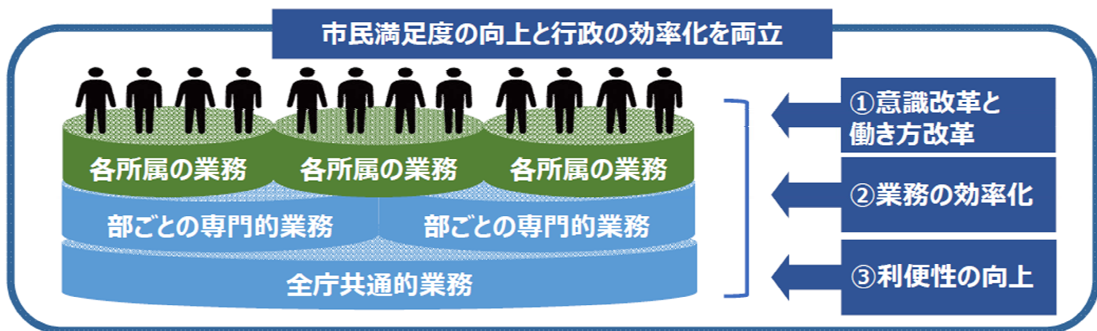 市民満足度の向上と行政の効率化を両立
各所属の業務
各所属の業務
各所属の業務
部ごとの専門的業務
部ごとの専門的業務
全庁共通的業務
①意識改革と
働き方改革
②業務の効率化
③利便性の向上